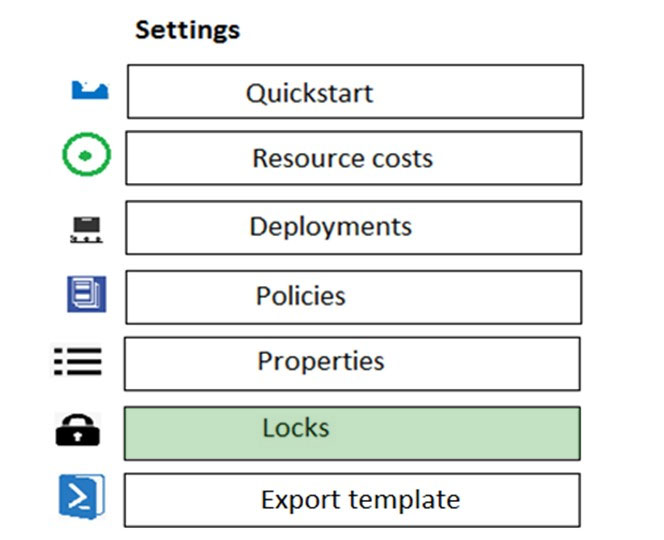 Settings
Quickstart
Resource costs
Deployments
Policies
Properties
Locks
Export template